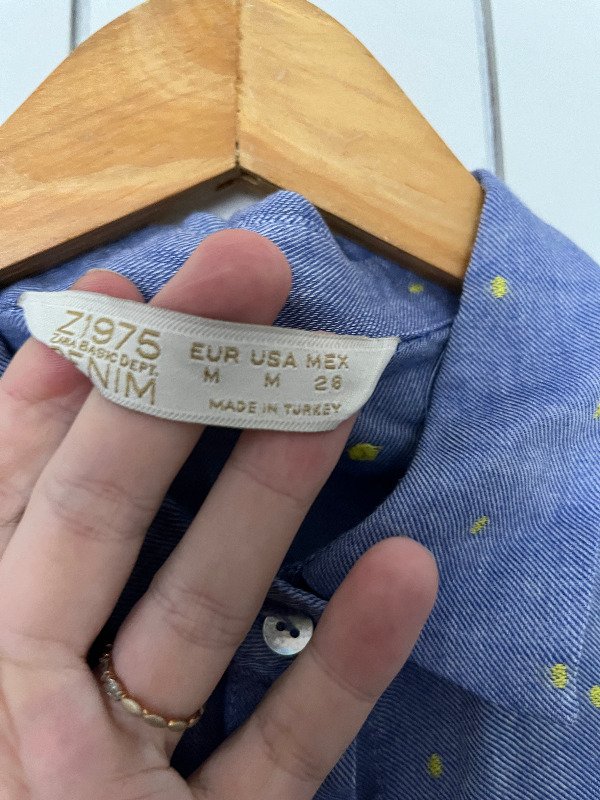 Z1975
ZARA BASIC DEPT.
DENIM
EUR USA MEX
M M 28
MADE IN TURKEY